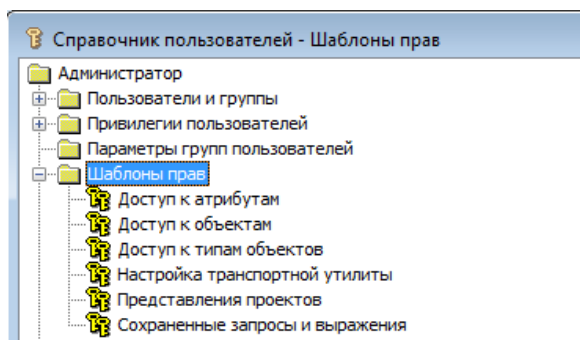 Справочник пользователей - Шаблоны прав
Администратор
Пользователи и группы
Привилегии пользователей
Параметры групп пользователей
Шаблоны прав
Доступ к атрибутам
Доступ к объектам
Доступ к типам объектов
Настройка транспортной утилиты
Представления проектов
Сохраненные запросы и выражения